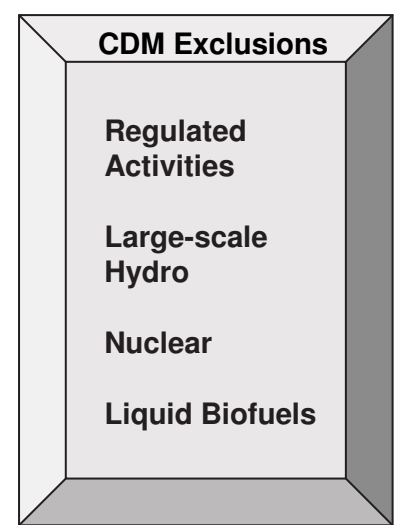 CDM Exclusions
Regulated
Activities
Large-scale
Hydro
Nuclear
Liquid Biofuels